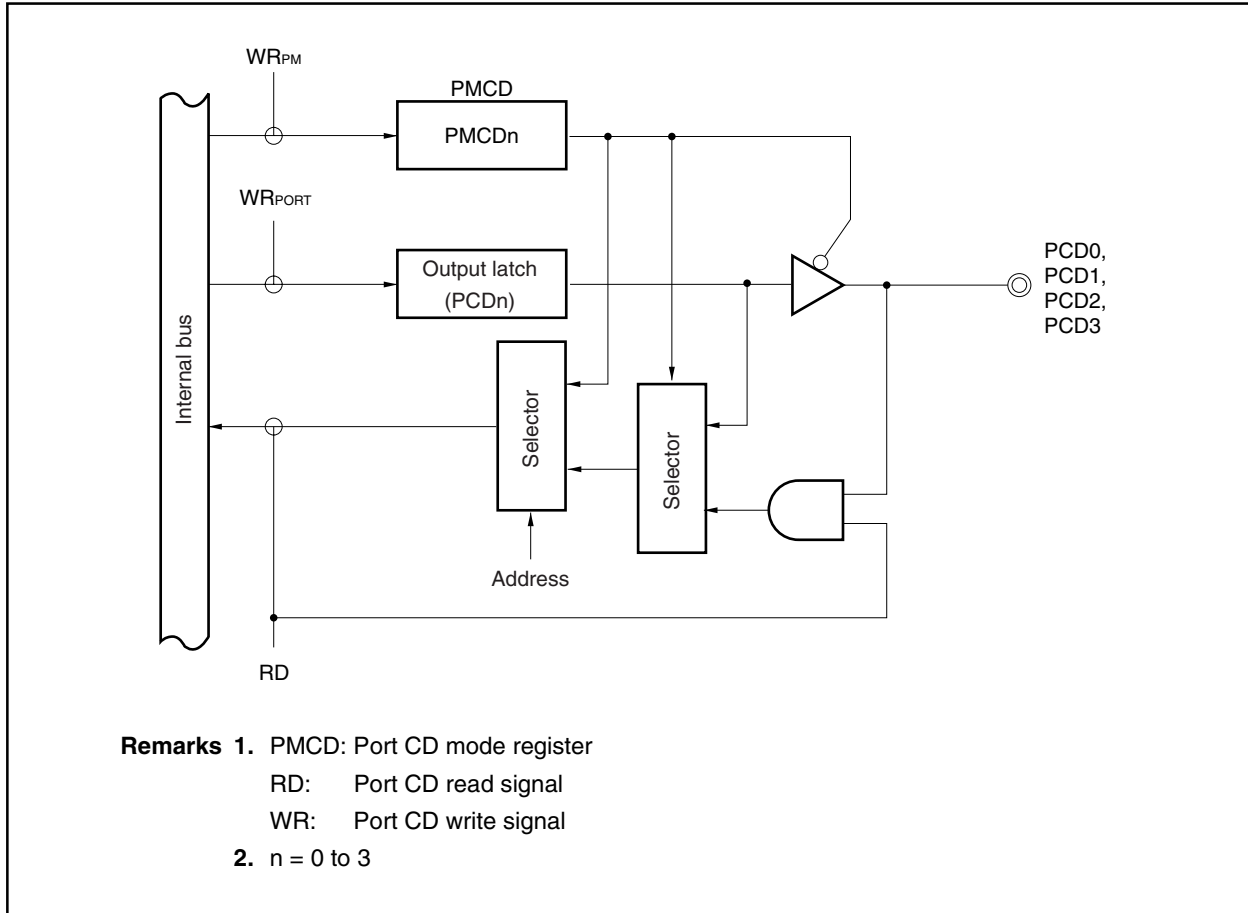 WRPM
PMCD
PMCDn
WRPORT
Output latch
(PCDn)
PCD0,
PCD1,
PCD2,
PCD3
Internal bus
Selector
Selector
Address
RD
Remarks 1. PMCD: Port CD mode register
RD: Port CD read signal
WR: Port CD write signal
2. n = 0 to 3